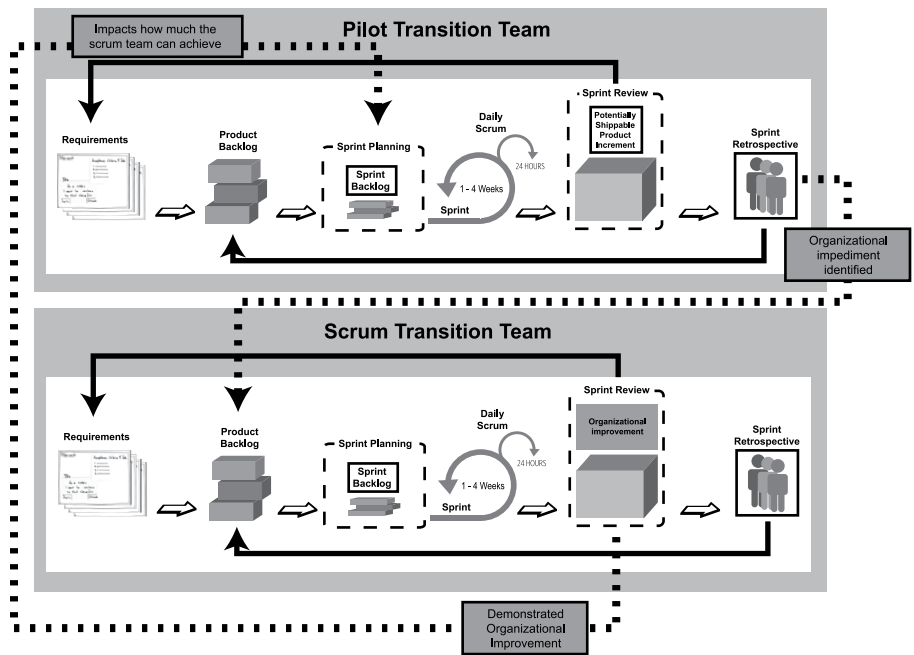 Impacts how much the
scrum team can achieve
Pilot Transition Team
Requirements
Product
Backlog
Sprint Planning
Sprint
Backlog
Daily
Scrum
24 HOURS
1 - 4 Weeks
Sprint
Sprint Review
Potentially
Shippable
Product
Increment
Sprint
Retrospective
Organizational
impediment
identified
Scrum Transition Team
Requirements
Product
Backlog
Sprint Planning
Sprint
Backlog
Daily
Scrum
24 HOURS
1 - 4 Weeks
Sprint
Sprint Review
Organizational
improvement
Sprint
Retrospective
Demonstrated
Organizational
Improvement